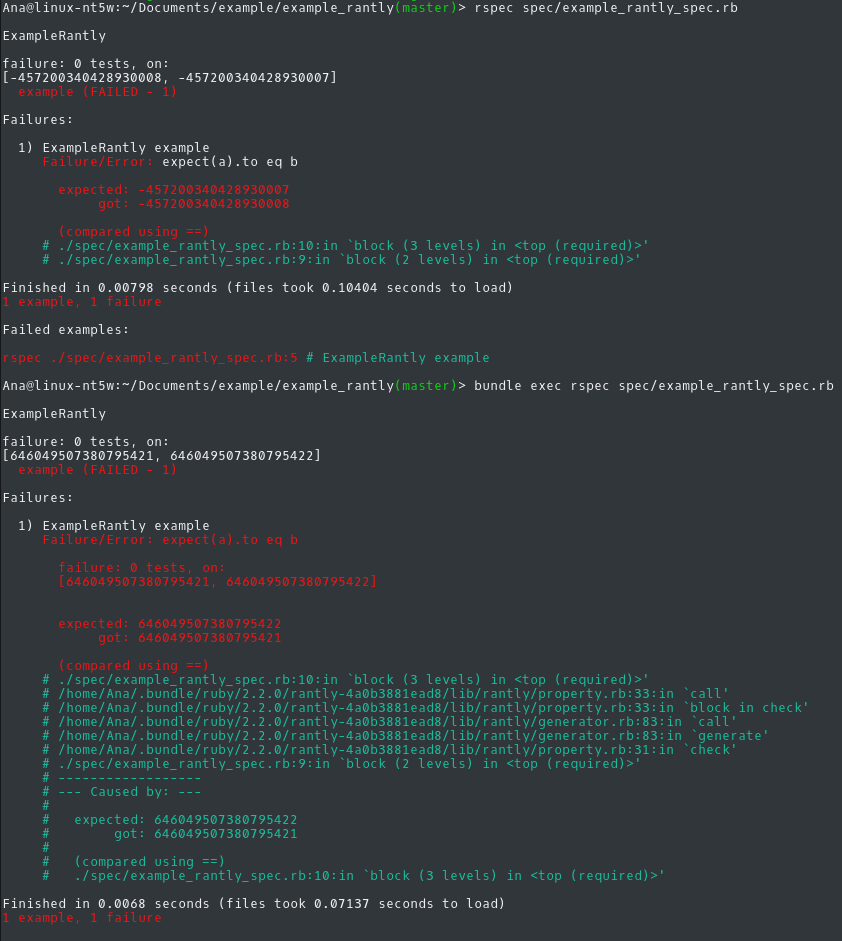 Ana@linux-nt5w:~/Documents/example/example_rantly(master)> rspec spec/example_rantly_spec.rb

ExampleRantly

failure: 0 tests, on:
[-457200340428930008, -457200340428930007]
  example (FAILED - 1)

Failures:

  1) ExampleRantly example
     Failure/Error: expect(a).to eq b

       expected: -457200340428930007
            got: -457200340428930008

       (compared using ==)
     # ./spec/example_rantly_spec.rb:10:in `block (3 levels) in <top (required)>'
     # ./spec/example_rantly_spec.rb:9:in `block (2 levels) in <top (required)>'

Finished in 0.00798 seconds (files took 0.10404 seconds to load)
1 example, 1 failure

Failed examples:

rspec ./spec/example_rantly_spec.rb:5 # ExampleRantly example

Ana@linux-nt5w:~/Documents/example/example_rantly(master)> bundle exec rspec spec/example_rantly_spec.rb

ExampleRantly

failure: 0 tests, on:
[646049507380795421, 646049507380795422]
  example (FAILED - 1)

Failures:

  1) ExampleRantly example
     Failure/Error: expect(a).to eq b

       failure: 0 tests, on:
       [646049507380795421, 646049507380795422]


       expected: 646049507380795422
            got: 646049507380795421

       (compared using ==)
     # ./spec/example_rantly_spec.rb:10:in `block (3 levels) in <top (required)>'
     # /home/Ana/.bundle/ruby/2.2.0/rantly-4a0b3881ead8/lib/rantly/property.rb:33:in `call'
     # /home/Ana/.bundle/ruby/2.2.0/rantly-4a0b3881ead8/lib/rantly/property.rb:33:in `block in check'
     # /home/Ana/.bundle/ruby/2.2.0/rantly-4a0b3881ead8/lib/rantly/generator.rb:83:in `call'
     # /home/Ana/.bundle/ruby/2.2.0/rantly-4a0b3881ead8/lib/rantly/generator.rb:83:in `generate'
     # /home/Ana/.bundle/ruby/2.2.0/rantly-4a0b3881ead8/lib/rantly/property.rb:31:in `check'
     # ./spec/example_rantly_spec.rb:9:in `block (2 levels) in <top (required)>'
     # ------------------
     # --- Caused by: ---
     #
     #   expected: 646049507380795422
     #        got: 646049507380795421
     #
     #   (compared using ==)
     #   ./spec/example_rantly_spec.rb:10:in `block (3 levels) in <top (required)>'

Finished in 0.0068 seconds (files took 0.07137 seconds to load)
1 example, 1 failure